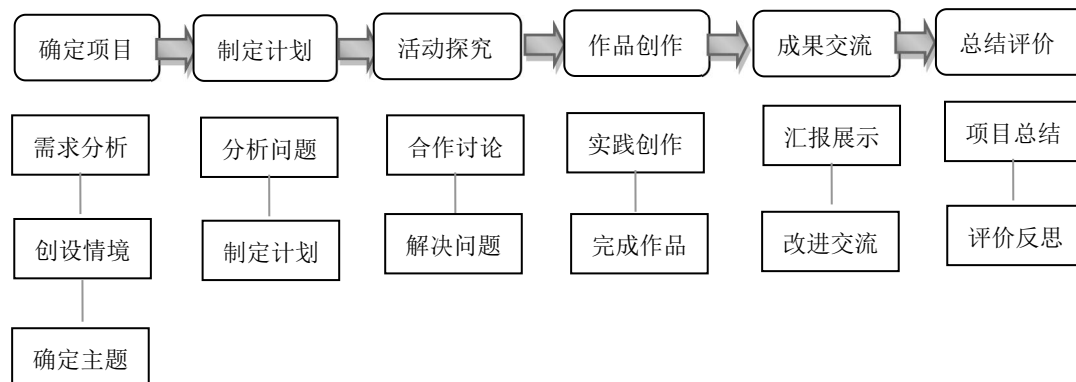 确定项目
制定计划
活动探究
作品创作
成果交流
总结评价
需求分析
分析问题
合作讨论
实践创作
汇报展示
项目总结
创设情境
制定计划
解决问题
完成作品
改进交流
评价反思
确定主题